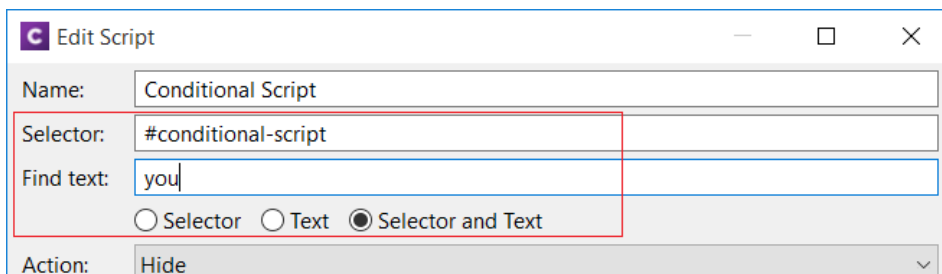 C Edit Script
Name: Conditional Script
Selector: #conditional-script
Find text: you
Selector Text Selector and Text
Action: Hide